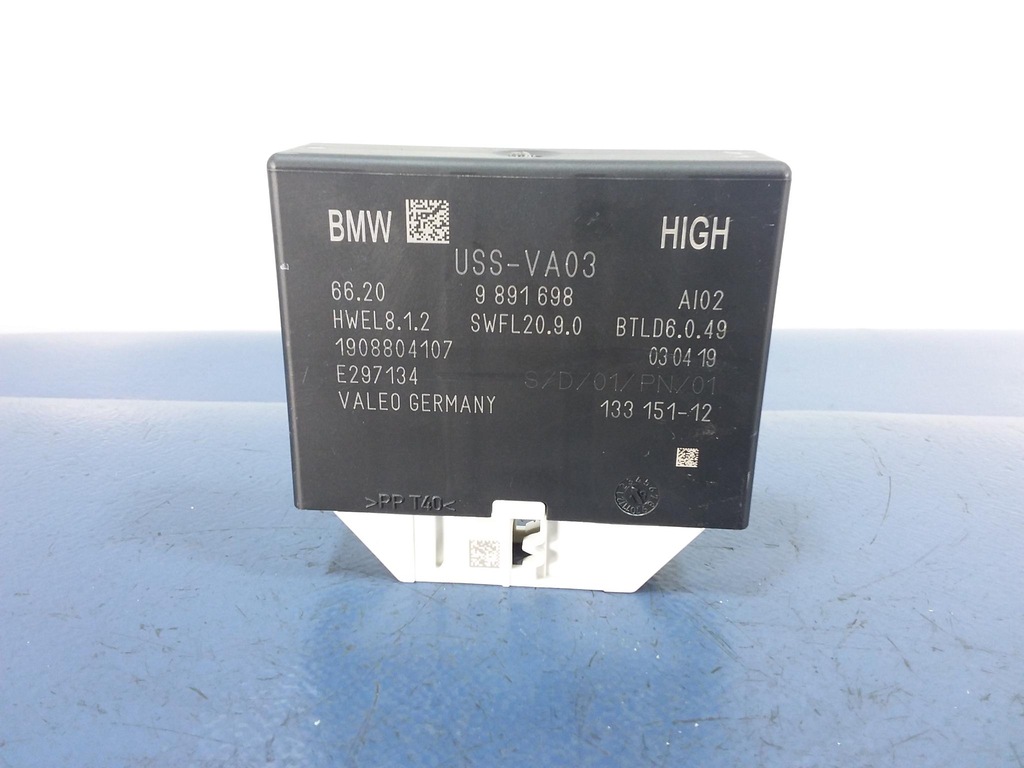 BMW HIGH
USS-VA03
66.20 9 891 698 AI02
HWEL8.1.2 SWFL20.9.0 BTLD6.0.49
1908804107 03 04 19
E297134 S/D/01/PN/01
VALEO GERMANY 133 151-12
>PP T40<